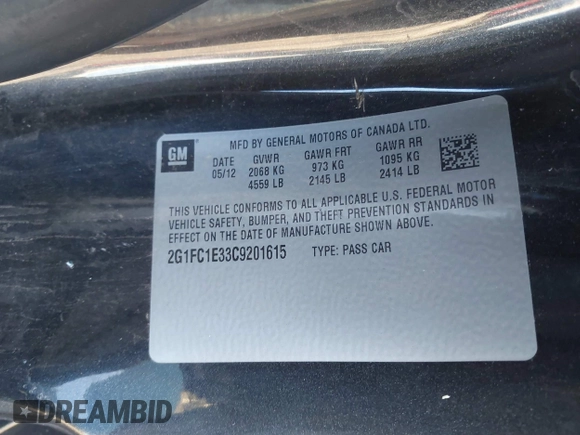 MFD BY GENERAL MOTORS OF CANADA LTD.
GM
DATE GVWR GAWR FRT GAWR RR
05/12 2068 KG 973 KG 1095 KG
4559 LB 2145 LB 2414 LB
THIS VEHICLE CONFORMS TO ALL APPLICABLE U.S. FEDERAL MOTOR
VEHICLE SAFETY, BUMPER, AND THEFT PREVENTION STANDARDS IN
EFFECT ON THE DATE OF MANUFACTURE SHOWN ABOVE.
2G1FC1E33C9201615 TYPE: PASS CAR
DREAMBID